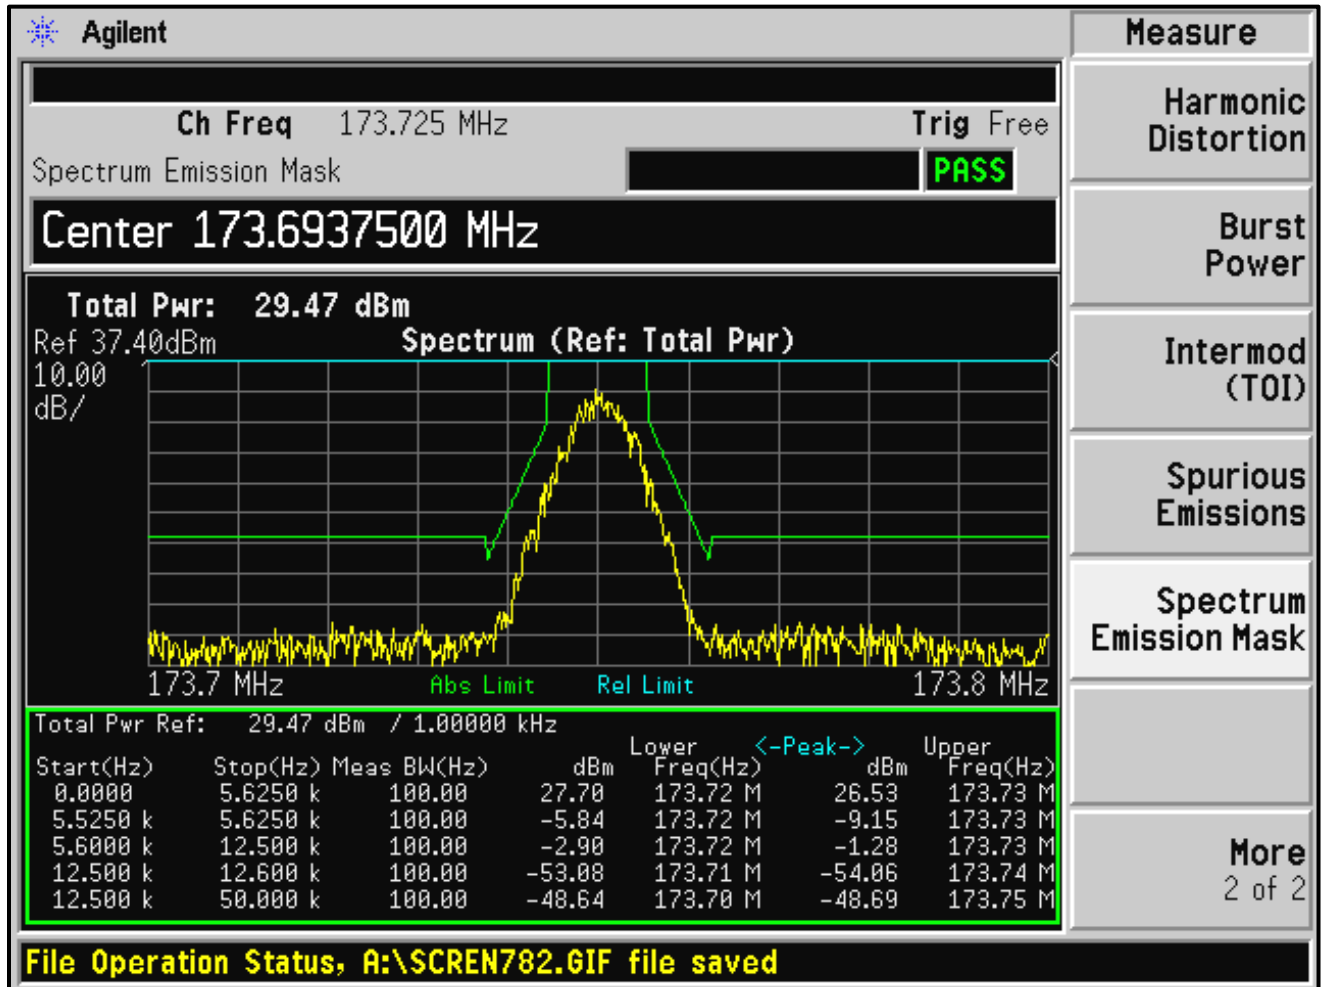 Agilent
Measure
Ch Freq 173.725 MHz Trig Free
Spectrum Emission Mask PASS
Center 173.6937500 MHz
Total Pwr: 29.47 dBm
Ref 37.40dBm Spectrum (Ref: Total Pwr)
10.00
dB/
173.7 MHz Abs Limit Rel Limit 173.8 MHz
Total Pwr Ref: 29.47 dBm / 1.00000 kHz
Lower <-Peak-> Upper
Start(Hz) Stop(Hz) Meas BW(Hz) dBm Freq(Hz) dBm Freq(Hz)
0.0000 5.6250 k 100.00 27.70 173.72 M 26.53 173.73 M
5.5250 k 5.6250 k 100.00 -5.84 173.72 M -9.15 173.73 M
5.6000 k 12.500 k 100.00 -2.90 173.72 M -1.28 173.73 M
12.500 k 12.600 k 100.00 -53.08 173.71 M -54.06 173.74 M
12.500 k 50.000 k 100.00 -48.64 173.70 M -48.69 173.75 M
Harmonic
Distortion
Burst
Power
Intermod
(TOI)
Spurious
Emissions
Spectrum
Emission Mask
More
2 of 2
File Operation Status, A:\SCREN782.GIF file saved